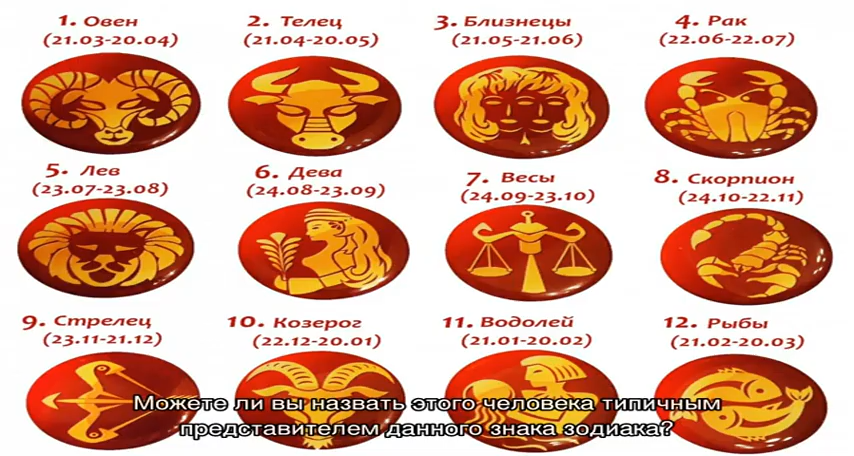 1. Овен
(21.03-20.04)
2. Телец
(21.04-20.05)
3. Близнецы
(21.05-21.06)
4. Рак
(22.06-22.07)
5. Лев
(23.07-23.08)
6. Дева
(24.08-23.09)
7. Весы
(24.09-23.10)
8. Скорпион
(24.10-22.11)
9. Стрелец
(23.11-21.12)
10. Козерог
(22.12-20.01)
11. Водолей
(21.01-20.02)
12. Рыбы
(21.02-20.03)
Можете ли вы назвать этого человека типичным
представителем данного знака зодиака?